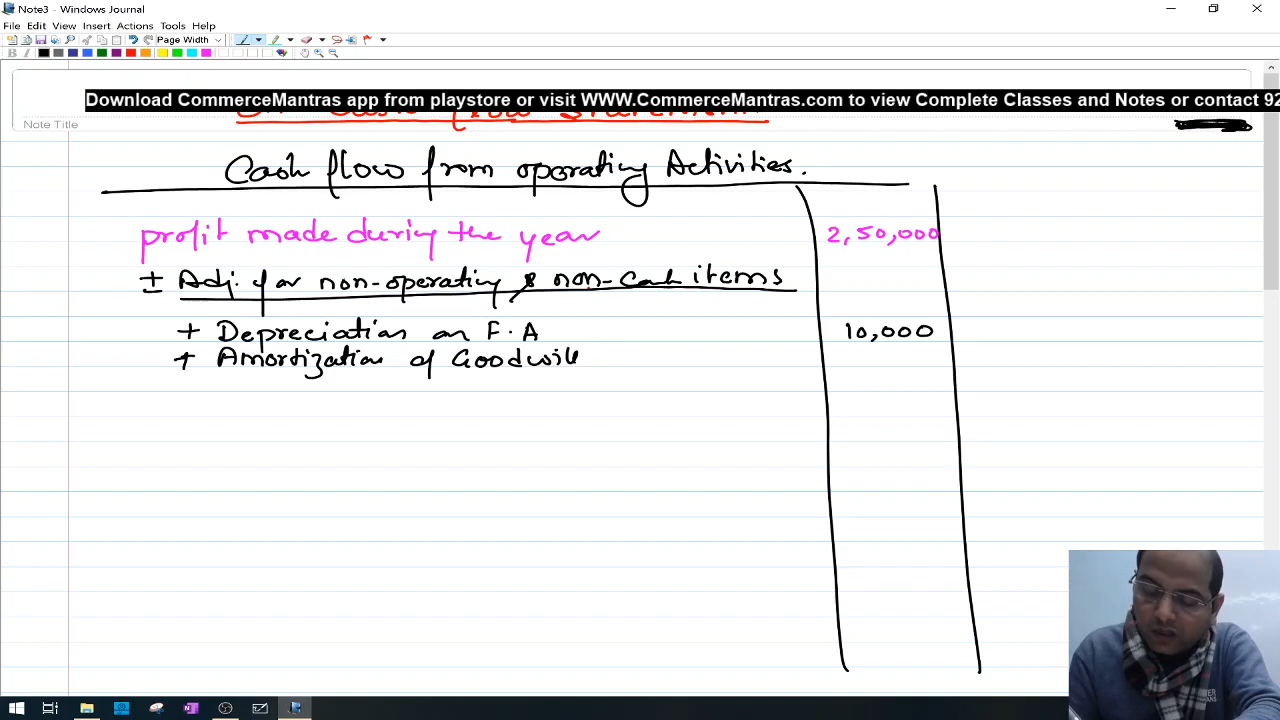 Note3 - Windows Journal
File Edit View Insert Actions Tools Help
Page Width
Download CommerceMantras app from playstore or visit WWW.CommerceMantras.com to view Complete Classes and Notes or contact 92
Note Title
Cash flow from operating Activities.
profit made during the year 2,50,000
± Adj. for non-operating & non-cash items
+ Depreciation on F.A 10,000
+ Amortization of Goodwill